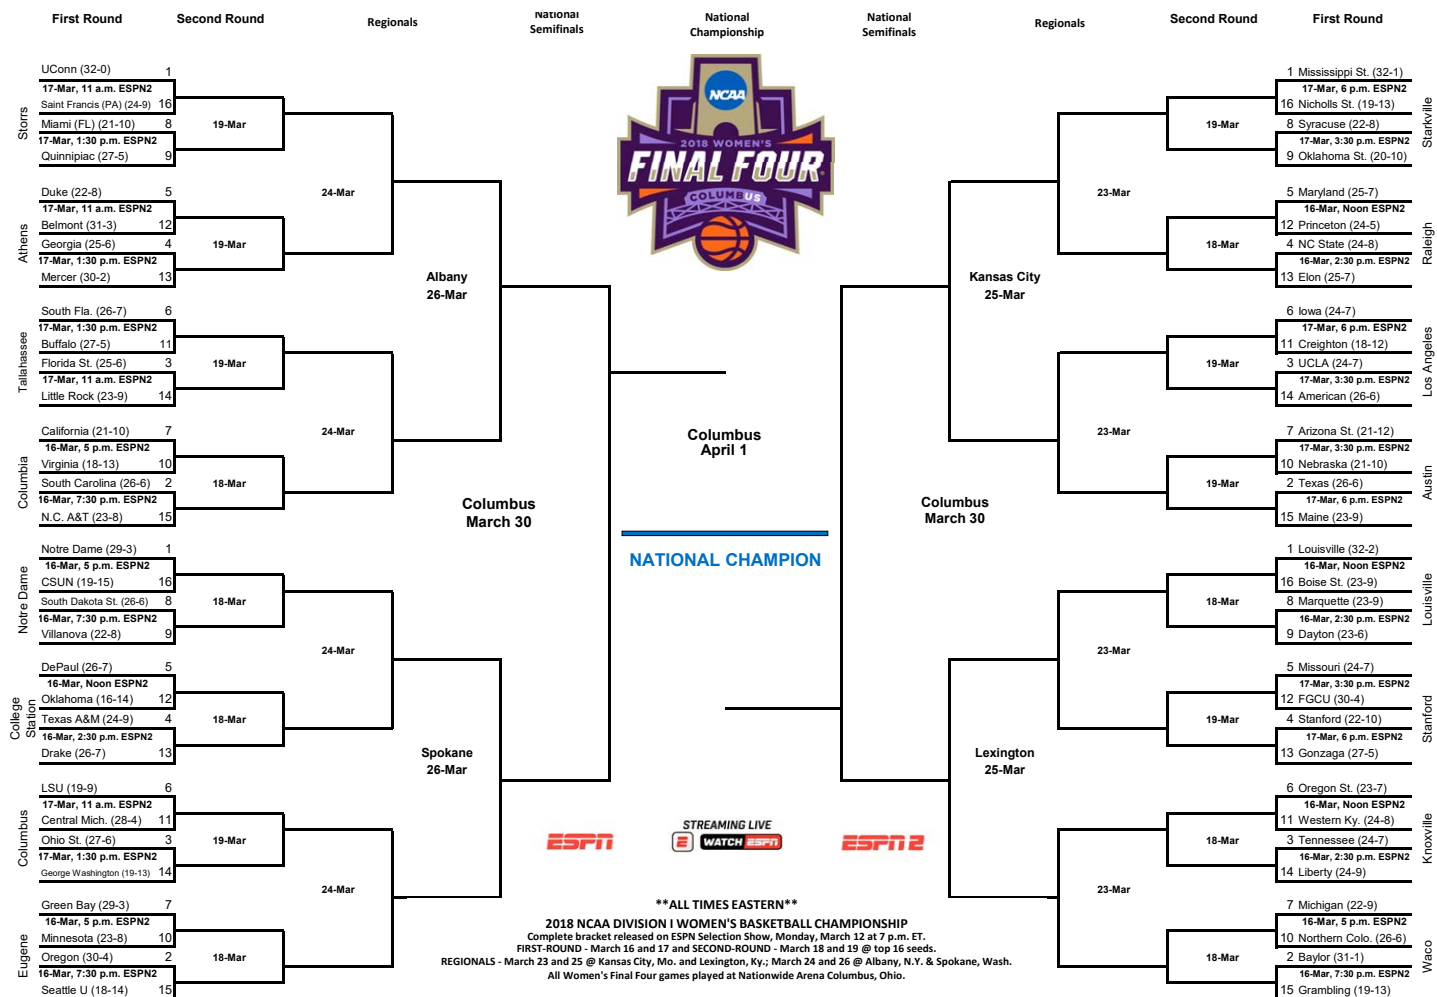 First Round
Second Round
Regionals
National
Semifinals
National
Championship
National
Semifinals
Regionals
Second Round
First Round
NCAA
2018 WOMEN'S
FINAL FOUR
COLUMBUS
Storrs
UConn (32-0) 1
17-Mar, 11 a.m. ESPN2
Saint Francis (PA) (24-9) 16
19-Mar
Miami (FL) (21-10) 8
17-Mar, 1:30 p.m. ESPN2
Quinnipiac (27-5) 9
24-Mar
Athens
Duke (22-8) 5
17-Mar, 11 a.m. ESPN2
Belmont (31-3) 12
19-Mar
Georgia (25-6) 4
17-Mar, 1:30 p.m. ESPN2
Mercer (30-2) 13
Albany
26-Mar
Tallahassee
South Fla. (26-7) 6
17-Mar, 1:30 p.m. ESPN2
Buffalo (27-5) 11
19-Mar
Florida St. (25-6) 3
17-Mar, 11 a.m. ESPN2
Little Rock (23-9) 14
24-Mar
Columbia
California (21-10) 7
16-Mar, 5 p.m. ESPN2
Virginia (18-13) 10
18-Mar
South Carolina (26-6) 2
16-Mar, 7:30 p.m. ESPN2
N.C. A&T (23-8) 15
Columbus
March 30
Notre Dame
Notre Dame (29-3) 1
16-Mar, 5 p.m. ESPN2
CSUN (19-15) 16
18-Mar
South Dakota St. (26-6) 8
16-Mar, 7:30 p.m. ESPN2
Villanova (22-8) 9
24-Mar
College
Station
DePaul (26-7) 5
16-Mar, Noon ESPN2
Oklahoma (16-14) 12
18-Mar
Texas A&M (24-9) 4
16-Mar, 2:30 p.m. ESPN2
Drake (26-7) 13
Spokane
26-Mar
Columbus
LSU (19-9) 6
17-Mar, 11 a.m. ESPN2
Central Mich. (28-4) 11
19-Mar
Ohio St. (27-6) 3
17-Mar, 1:30 p.m. ESPN2
George Washington (19-13) 14
24-Mar
Eugene
Green Bay (29-3) 7
16-Mar, 5 p.m. ESPN2
Minnesota (23-8) 10
18-Mar
Oregon (30-4) 2
16-Mar, 7:30 p.m. ESPN2
Seattle U (18-14) 15
Columbus
April 1
NATIONAL CHAMPION
1 Mississippi St. (32-1)
17-Mar, 6 p.m. ESPN2
16 Nicholls St. (19-13)
19-Mar
8 Syracuse (22-8)
17-Mar, 3:30 p.m. ESPN2
9 Oklahoma St. (20-10)
Starkville
23-Mar
5 Maryland (25-7)
16-Mar, Noon ESPN2
12 Princeton (24-5)
18-Mar
4 NC State (24-8)
16-Mar, 2:30 p.m. ESPN2
13 Elon (25-7)
Raleigh
Kansas City
25-Mar
6 Iowa (24-7)
17-Mar, 6 p.m. ESPN2
11 Creighton (18-12)
19-Mar
3 UCLA (24-7)
17-Mar, 3:30 p.m. ESPN2
14 American (26-6)
Los Angeles
23-Mar
7 Arizona St. (21-12)
17-Mar, 3:30 p.m. ESPN2
10 Nebraska (21-10)
19-Mar
2 Texas (26-6)
17-Mar, 6 p.m. ESPN2
15 Maine (23-9)
Austin
Columbus
March 30
1 Louisville (32-2)
16-Mar, Noon ESPN2
16 Boise St. (23-9)
18-Mar
8 Marquette (23-9)
16-Mar, 2:30 p.m. ESPN2
9 Dayton (23-6)
Louisville
23-Mar
5 Missouri (24-7)
17-Mar, 3:30 p.m. ESPN2
12 FGCU (30-4)
19-Mar
4 Stanford (22-10)
17-Mar, 6 p.m. ESPN2
13 Gonzaga (27-5)
Stanford
Lexington
25-Mar
6 Oregon St. (23-7)
16-Mar, Noon ESPN2
11 Western Ky. (24-8)
18-Mar
3 Tennessee (24-7)
16-Mar, 2:30 p.m. ESPN2
14 Liberty (24-9)
Knoxville
23-Mar
7 Michigan (22-9)
16-Mar, 5 p.m. ESPN2
10 Northern Colo. (26-6)
18-Mar
2 Baylor (31-1)
16-Mar, 7:30 p.m. ESPN2
15 Grambling (19-13)
Waco
ESPN
STREAMING LIVE
E WATCH ESPN
ESPN 2
**ALL TIMES EASTERN**
2018 NCAA DIVISION I WOMEN'S BASKETBALL CHAMPIONSHIP
Complete bracket released on ESPN Selection Show, Monday, March 12 at 7 p.m. ET.
FIRST-ROUND - March 16 and 17 and SECOND-ROUND - March 18 and 19 @ top 16 seeds.
REGIONALS - March 23 and 25 @ Kansas City, Mo. and Lexington, Ky.; March 24 and 26 @ Albany, N.Y. & Spokane, Wash.
All Women's Final Four games played at Nationwide Arena Columbus, Ohio.